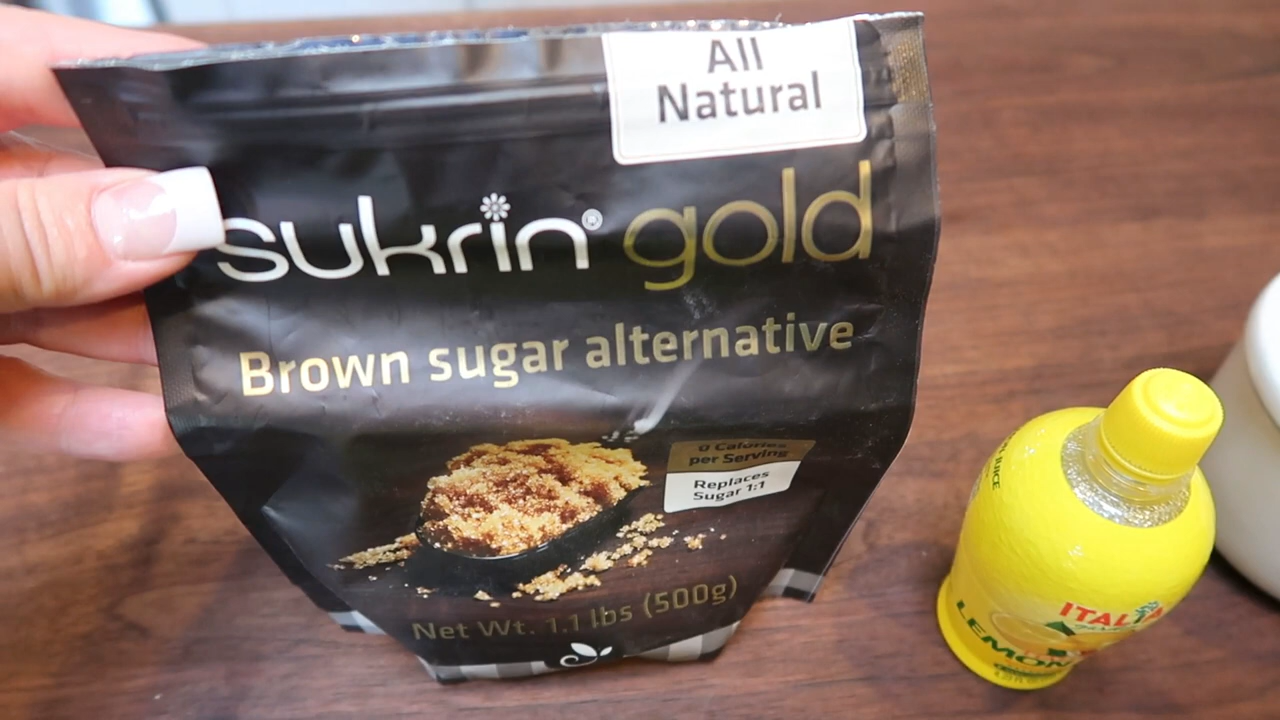 All
Natural
sukrin® gold
Brown sugar alternative
0 Calories
per Serving
Replaces
Sugar 1:1
Net Wt. 1.1 lbs (500g)
JUICE
ITALIA
LEMON